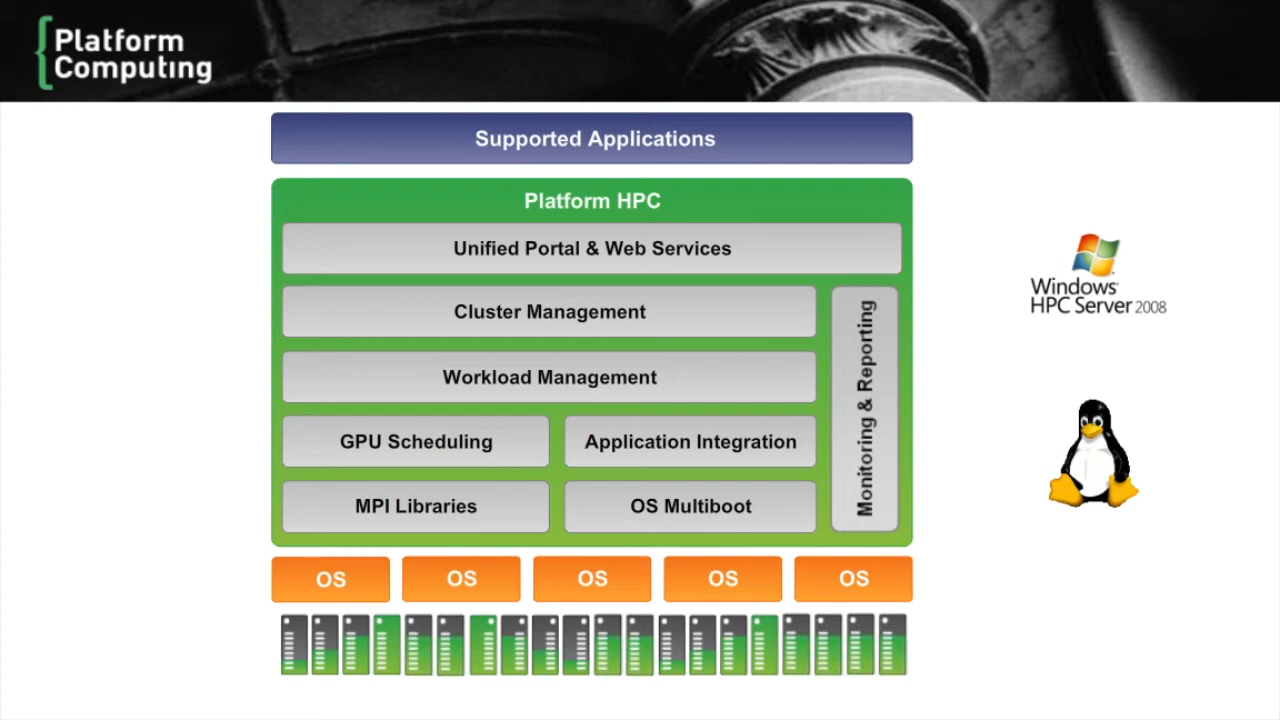 Platform
Computing
Supported Applications
Platform HPC
Unified Portal & Web Services
Cluster Management
Workload Management
GPU Scheduling
Application Integration
MPI Libraries
OS Multiboot
Monitoring & Reporting
OS
OS
OS
OS
OS
Windows
HPC Server 2008